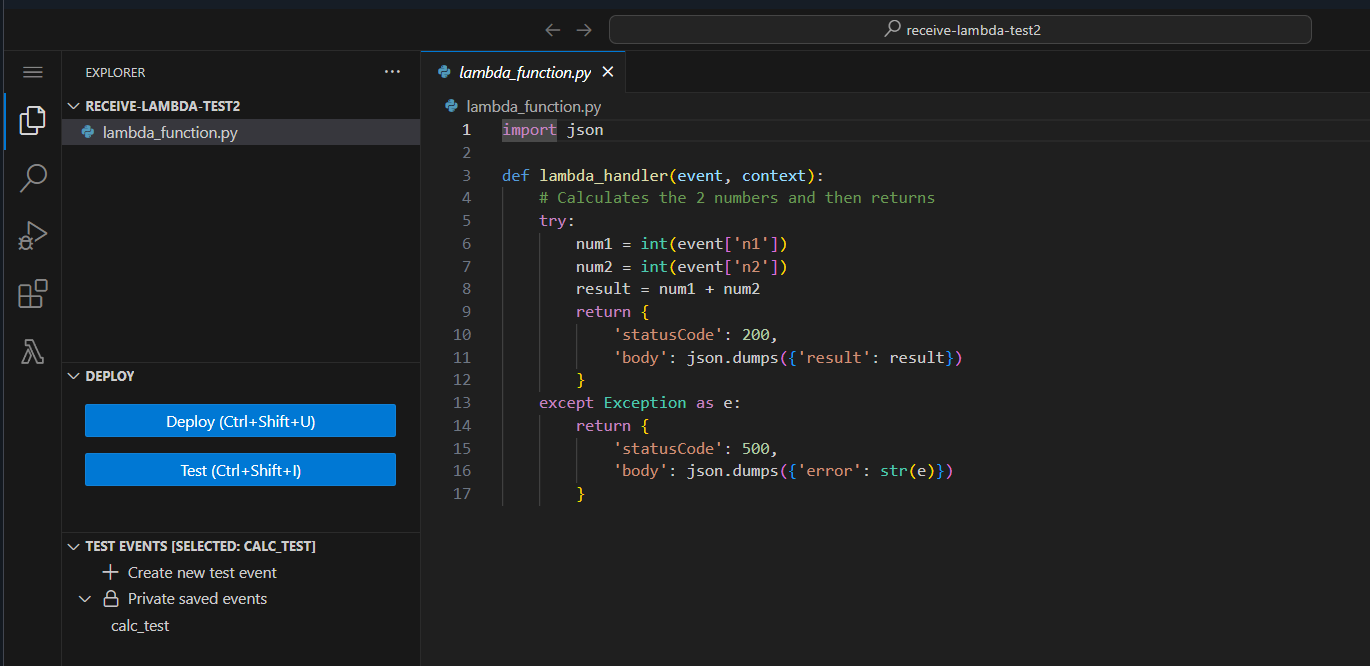 receive-lambda-test2
EXPLORER
RECEIVE-LAMBDA-TEST2
lambda_function.py
DEPLOY
Deploy (Ctrl+Shift+U)
Test (Ctrl+Shift+I)
TEST EVENTS [SELECTED: CALC_TEST]
Create new test event
Private saved events
calc_test
lambda_function.py
lambda_function.py
1 import json
2
3 def lambda_handler(event, context):
4 # Calculates the 2 numbers and then returns
5 try:
6 num1 = int(event['n1'])
7 num2 = int(event['n2'])
8 result = num1 + num2
9 return {
10 'statusCode': 200,
11 'body': json.dumps({'result': result})
12 }
13 except Exception as e:
14 return {
15 'statusCode': 500,
16 'body': json.dumps({'error': str(e)})
17 }